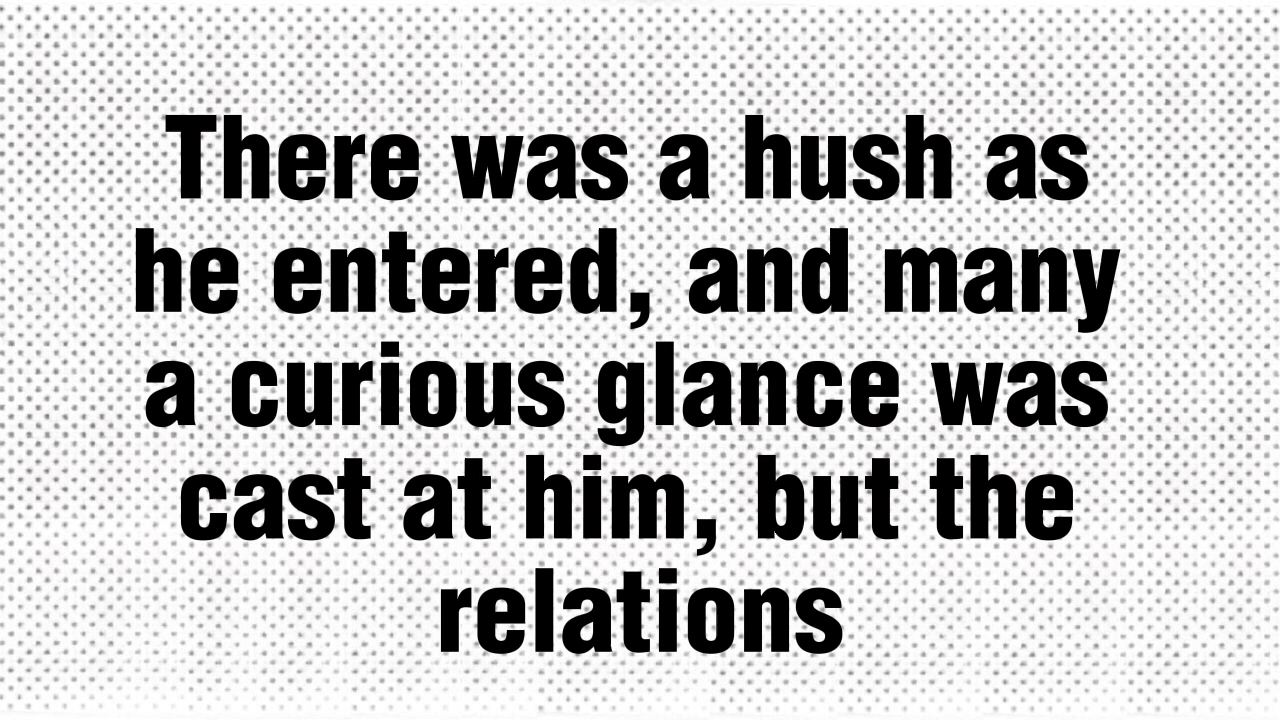 There was a hush as
he entered, and many
a curious glance was
cast at him, but the
relations